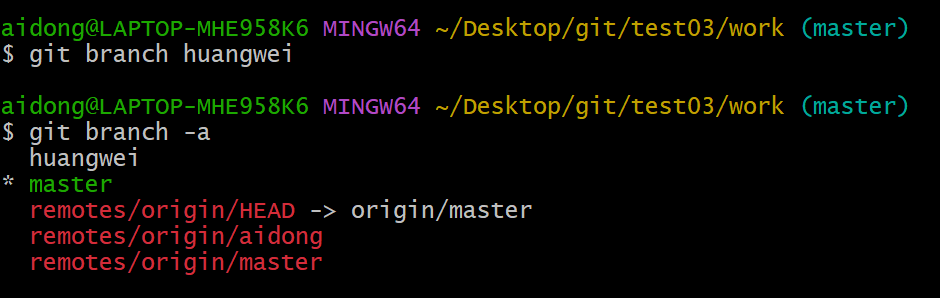 aidong@LAPTOP-MHE958K6 MINGW64 ~/Desktop/git/test03/work (master)
$ git branch huangwei
aidong@LAPTOP-MHE958K6 MINGW64 ~/Desktop/git/test03/work (master)
$ git branch -a
  huangwei
* master
  remotes/origin/HEAD -> origin/master
  remotes/origin/aidong
  remotes/origin/master